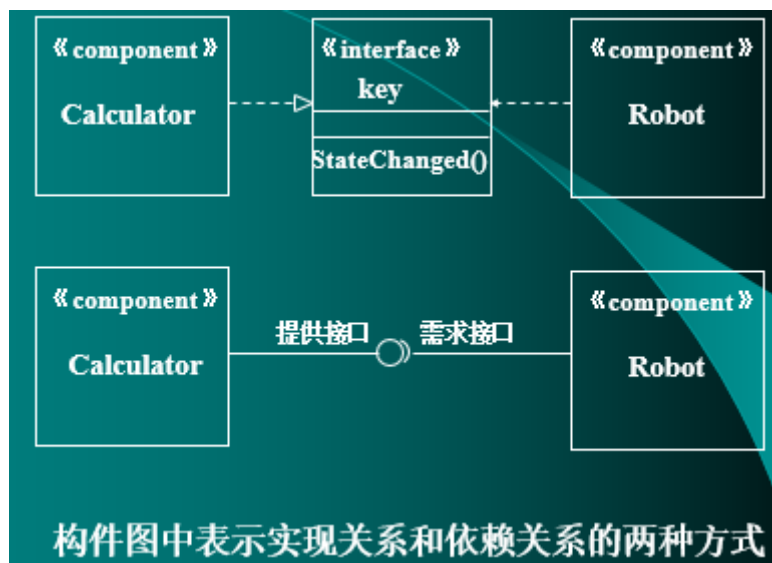 《component》
Calculator
《interface》
key
StateChanged()
《component》
Robot
《component》
Calculator
提供接口
需求接口
《component》
Robot
构件图中表示实现关系和依赖关系的两种方式